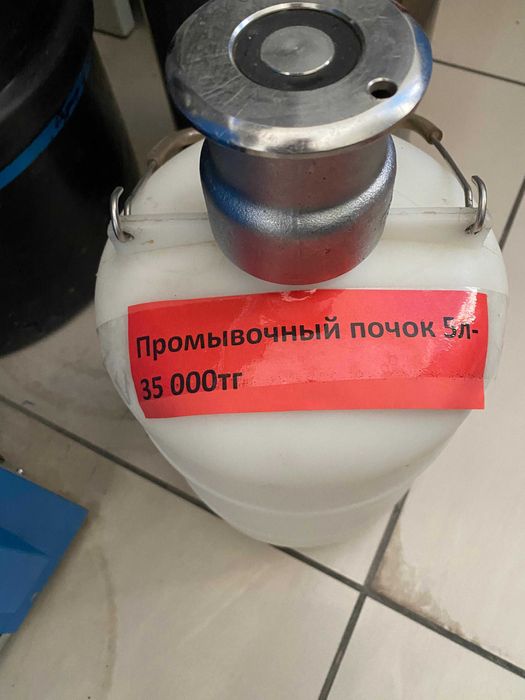 Промывочный почок 5л-
35 000тг